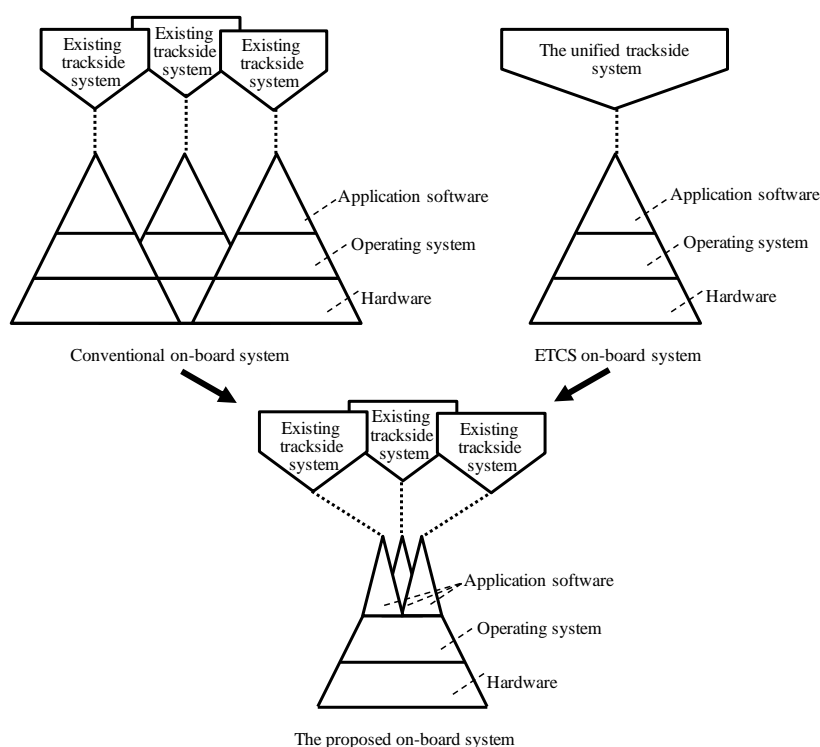 Existing
trackside
system
Existing
trackside
system
Existing
trackside
system
The unified trackside
system
Application software
Operating system
Hardware
Application software
Operating system
Hardware
Conventional on-board system
ETCS on-board system
Existing
trackside
system
Existing
trackside
system
Existing
trackside
system
Application software
Operating system
Hardware
The proposed on-board system